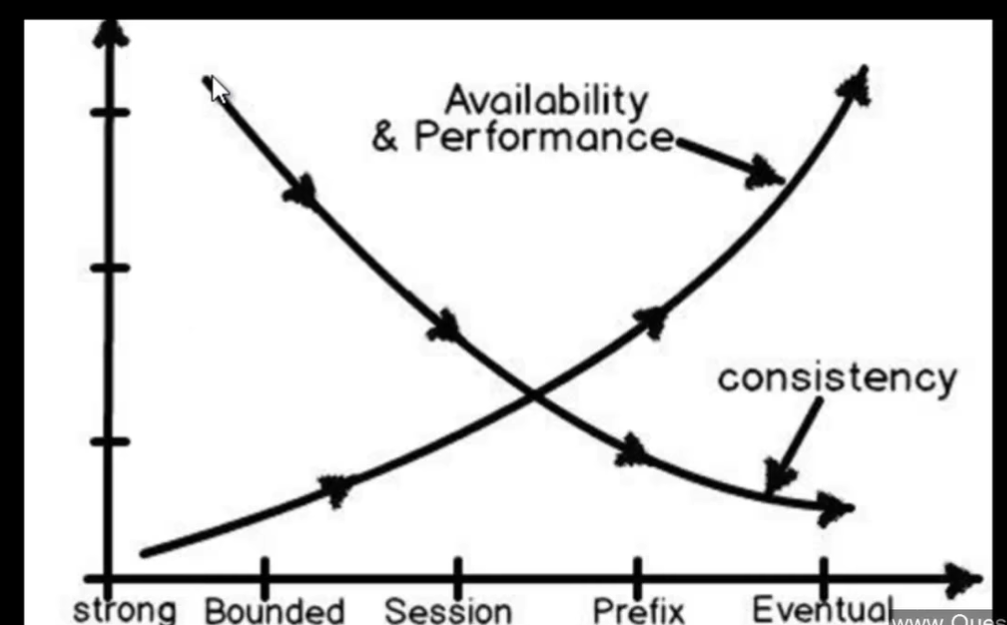 Availability
& Performance
consistency
strong Bounded Session Prefix Eventual